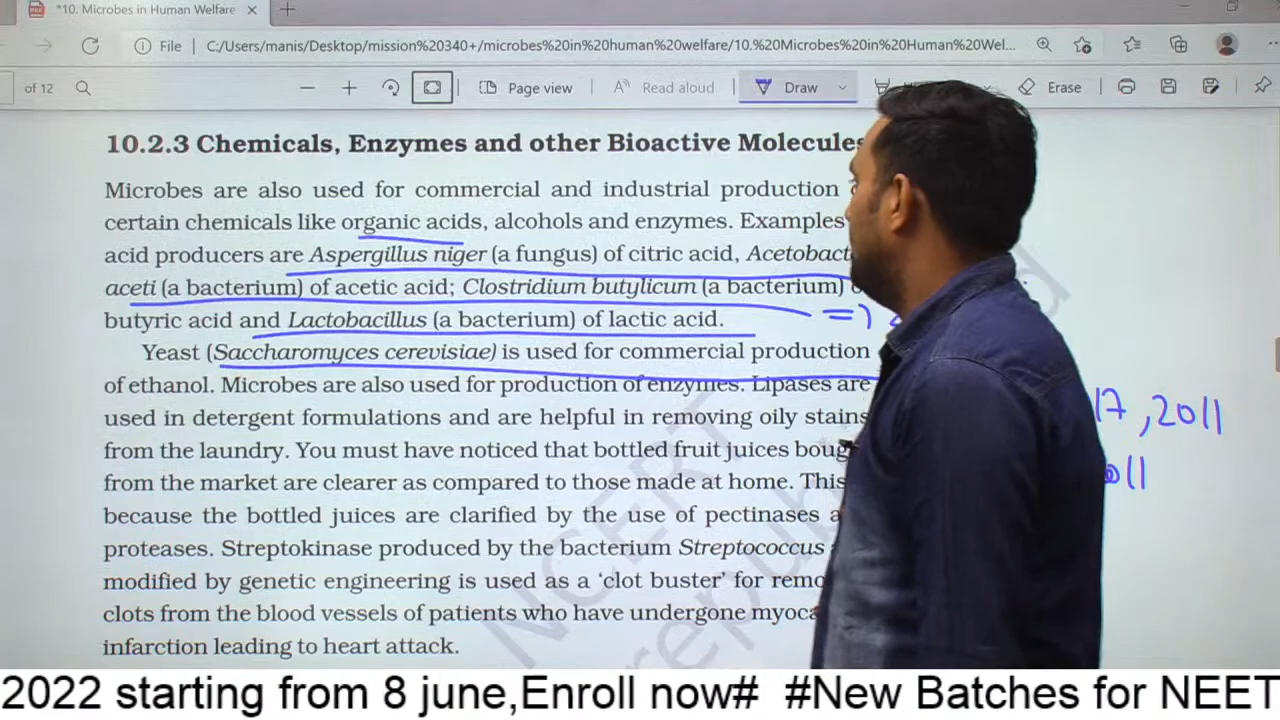 *10. Microbes in Human Welfare
File
C:/Users/manis/Desktop/mission%20340+/microbes%20in%20human%20welfare/10.%20Microbes%20in%20Human%20Wel...
of 12
Page view
Read aloud
Draw
Erase
10.2.3 Chemicals, Enzymes and other Bioactive Molecules
Microbes are also used for commercial and industrial production
certain chemicals like organic acids, alcohols and enzymes. Examples
acid producers are Aspergillus niger (a fungus) of citric acid, Acetobact
aceti (a bacterium) of acetic acid; Clostridium butylicum (a bacterium)
butyric acid and Lactobacillus (a bacterium) of lactic acid.
Yeast (Saccharomyces cerevisiae) is used for commercial production
of ethanol. Microbes are also used for production of enzymes. Lipases are
used in detergent formulations and are helpful in removing oily stains
17, 2011
from the laundry. You must have noticed that bottled fruit juices boug
from the market are clearer as compared to those made at home. This
because the bottled juices are clarified by the use of pectinases a
proteases. Streptokinase produced by the bacterium Streptococcus
modified by genetic engineering is used as a 'clot buster' for remo
clots from the blood vessels of patients who have undergone myoca
infarction leading to heart attack.
NCERT
republished
2022 starting from 8 june,Enroll now# #New Batches for NEET